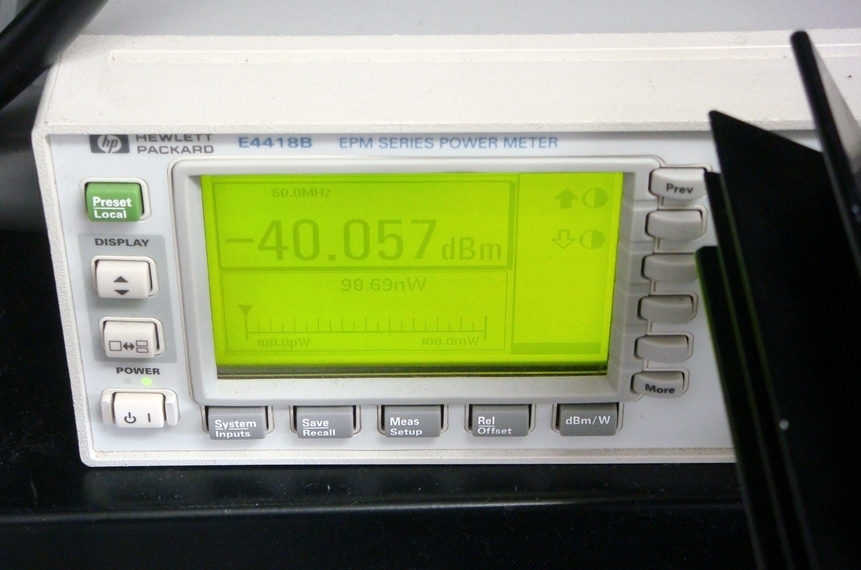 hp HEWLETT PACKARD E4418B EPM SERIES POWER METER
Preset
Local
DISPLAY
POWER
50.0MHz
-40.057dBm
98.69nW
100.0pW 100.0mW
Prev
More
System
Inputs
Save
Recall
Meas
Setup
Rel
Offset
dBm/W